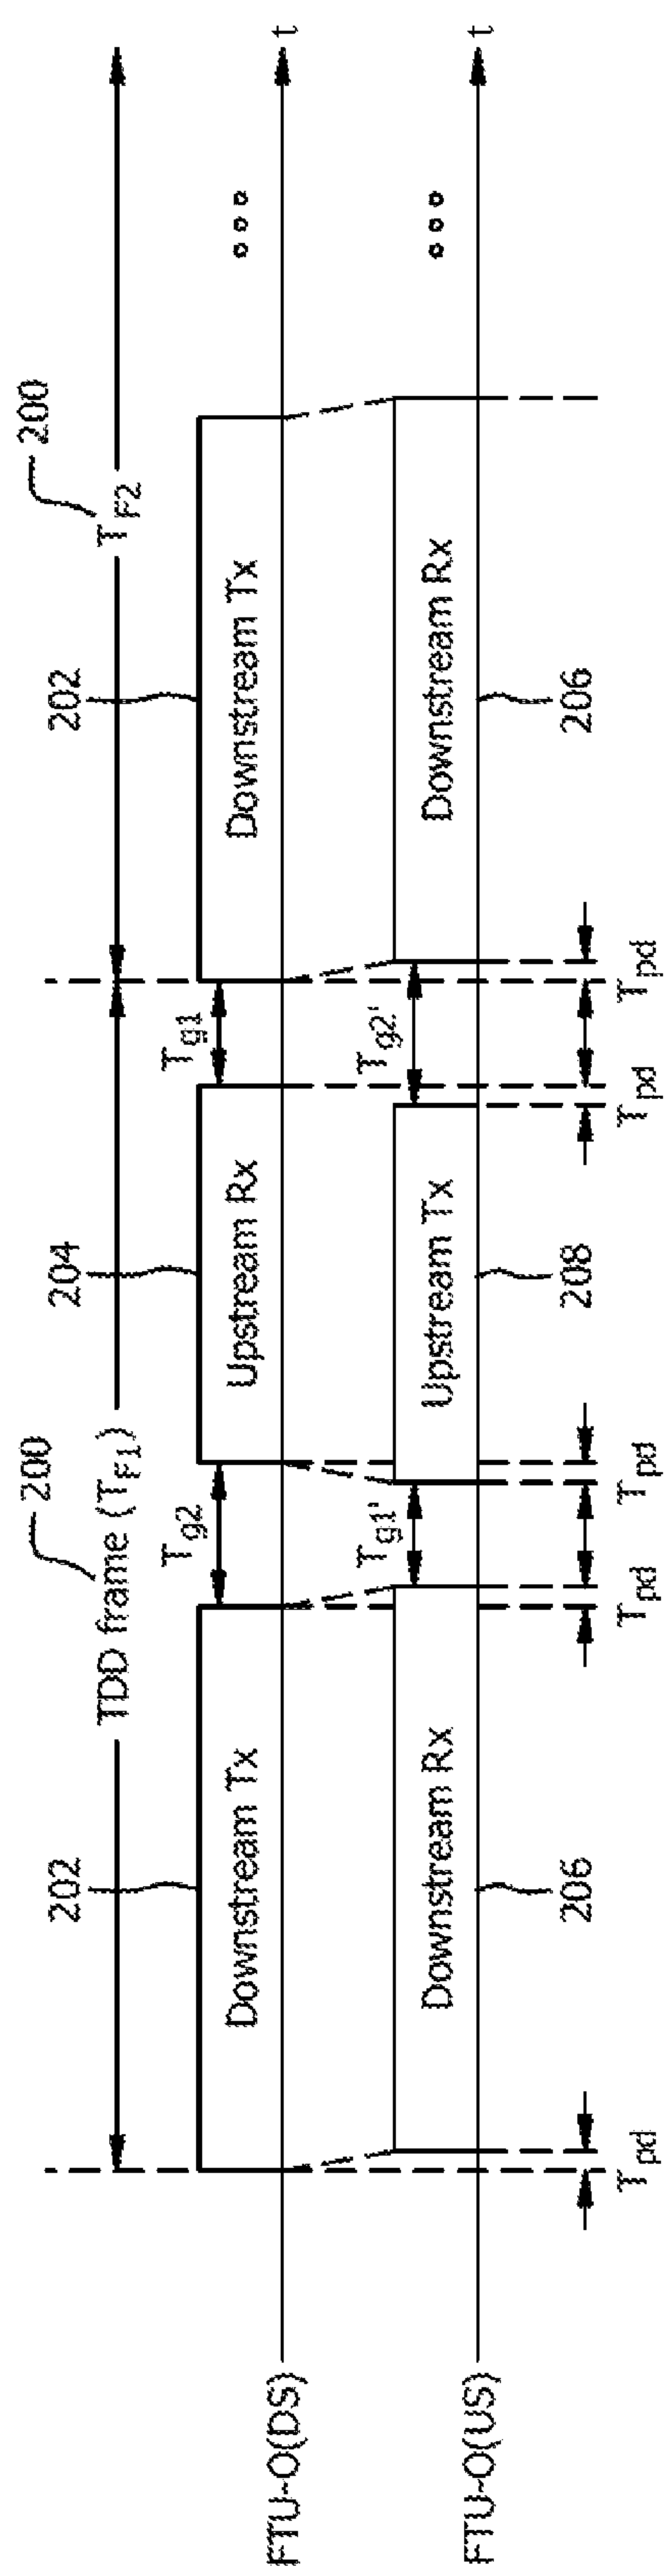 200
200
TDD frame (TF1)
TF2
202
204
202
Tg2
Tg1
FTU-O(DS)
Downstream Tx
Upstream Rx
Downstream Tx
t
Tg1'
Tg2'
FTU-O(US)
Downstream Rx
Upstream Tx
Downstream Rx
t
206
208
206
Tpd
Tpd
Tpd
Tpd
Tpd